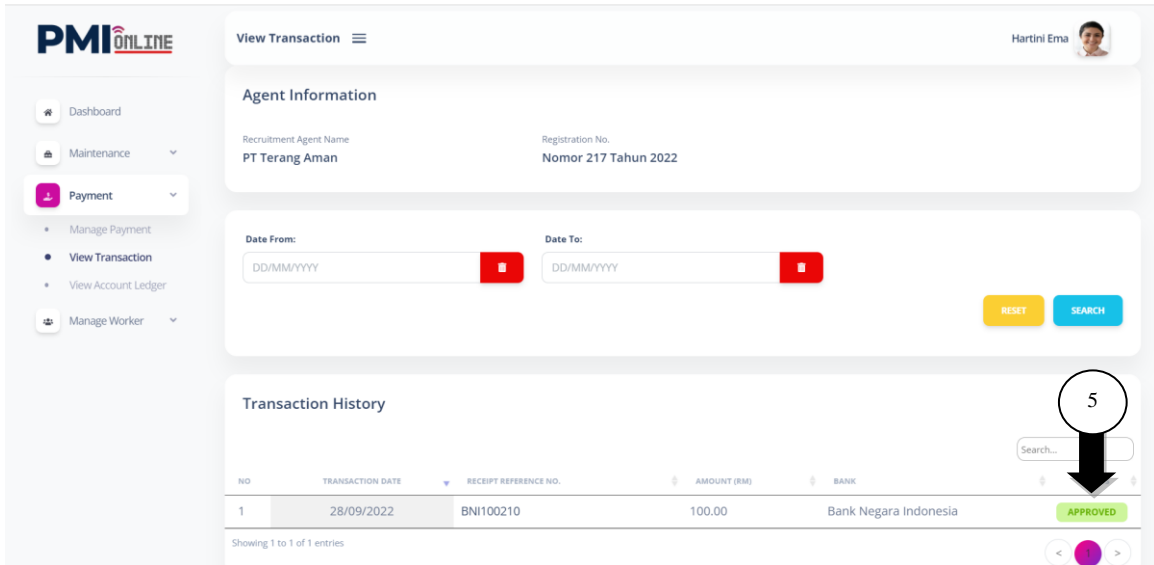 PMI ONLINE
View Transaction
Hartini Ema
Dashboard
Maintenance
Payment
Manage Payment
View Transaction
View Account Ledger
Manage Worker
Agent Information
Recruitment Agent Name
Registration No.
PT Terang Aman
Nomor 217 Tahun 2022
Date From:
Date To:
DD/MM/YYYY
DD/MM/YYYY
RESET
SEARCH
Transaction History
5
Search...
NO TRANSACTION DATE RECEIPT REFERENCE NO. AMOUNT (RM) BANK
1 28/09/2022 BNI100210 100.00 Bank Negara Indonesia APPROVED
Showing 1 to 1 of 1 entries
< 1 >